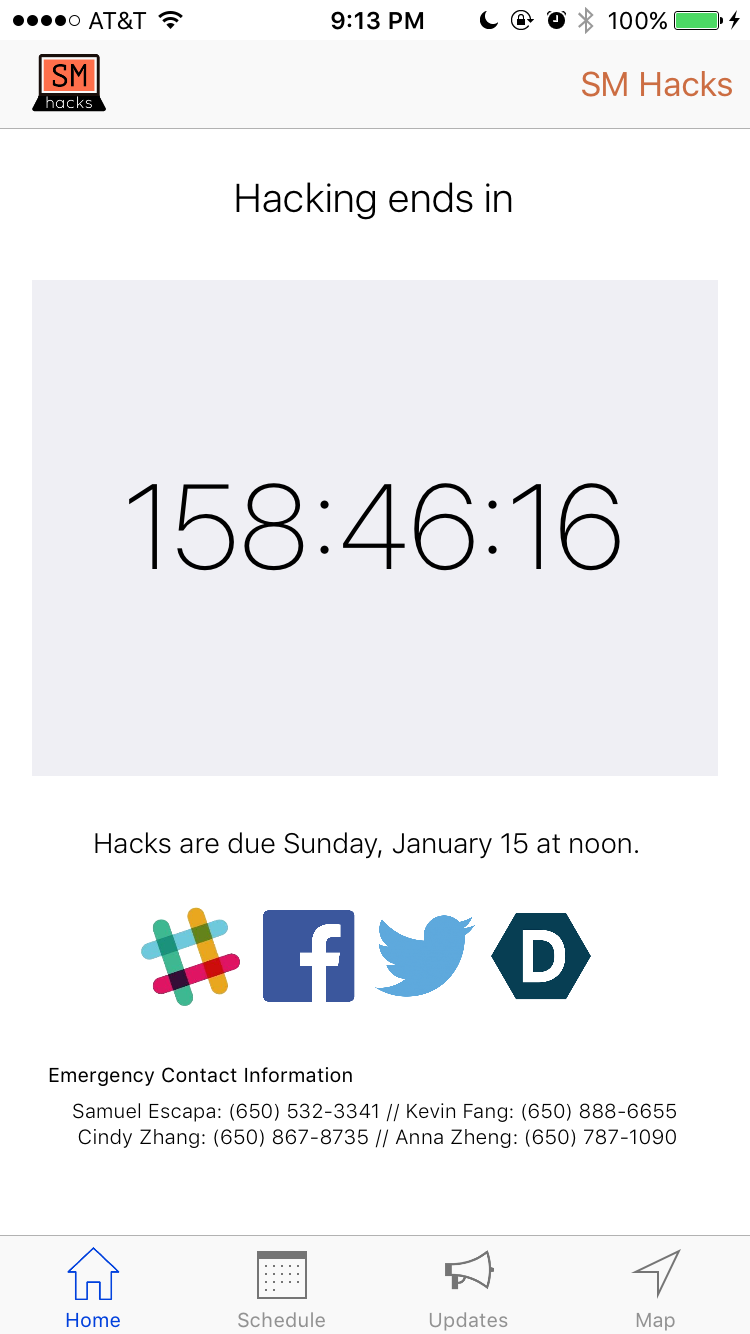 AT&T 9:13 PM 100%
SM
hacks
SM Hacks
Hacking ends in
158:46:16
Hacks are due Sunday, January 15 at noon.
f D
Emergency Contact Information
Samuel Escapa: (650) 532-3341 // Kevin Fang: (650) 888-6655
Cindy Zhang: (650) 867-8735 // Anna Zheng: (650) 787-1090
Home Schedule Updates Map